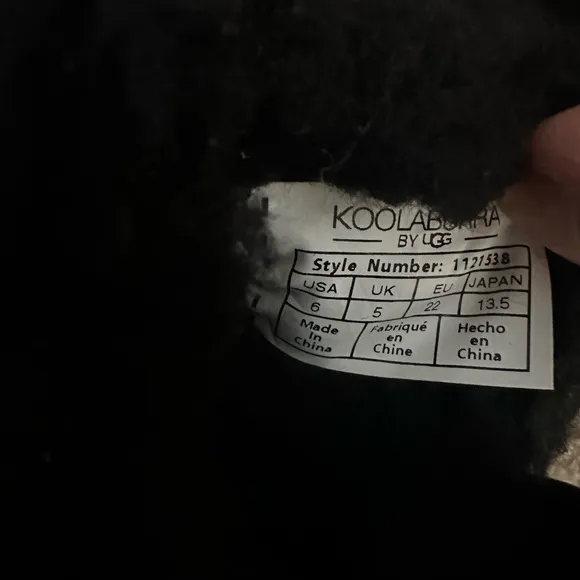 KOOLABURRA
BY UGG
Style Number: 1121538
USA UK EU JAPAN
6 5 22 13.5
Made Fabriqué Hecho
In en en
China Chine China